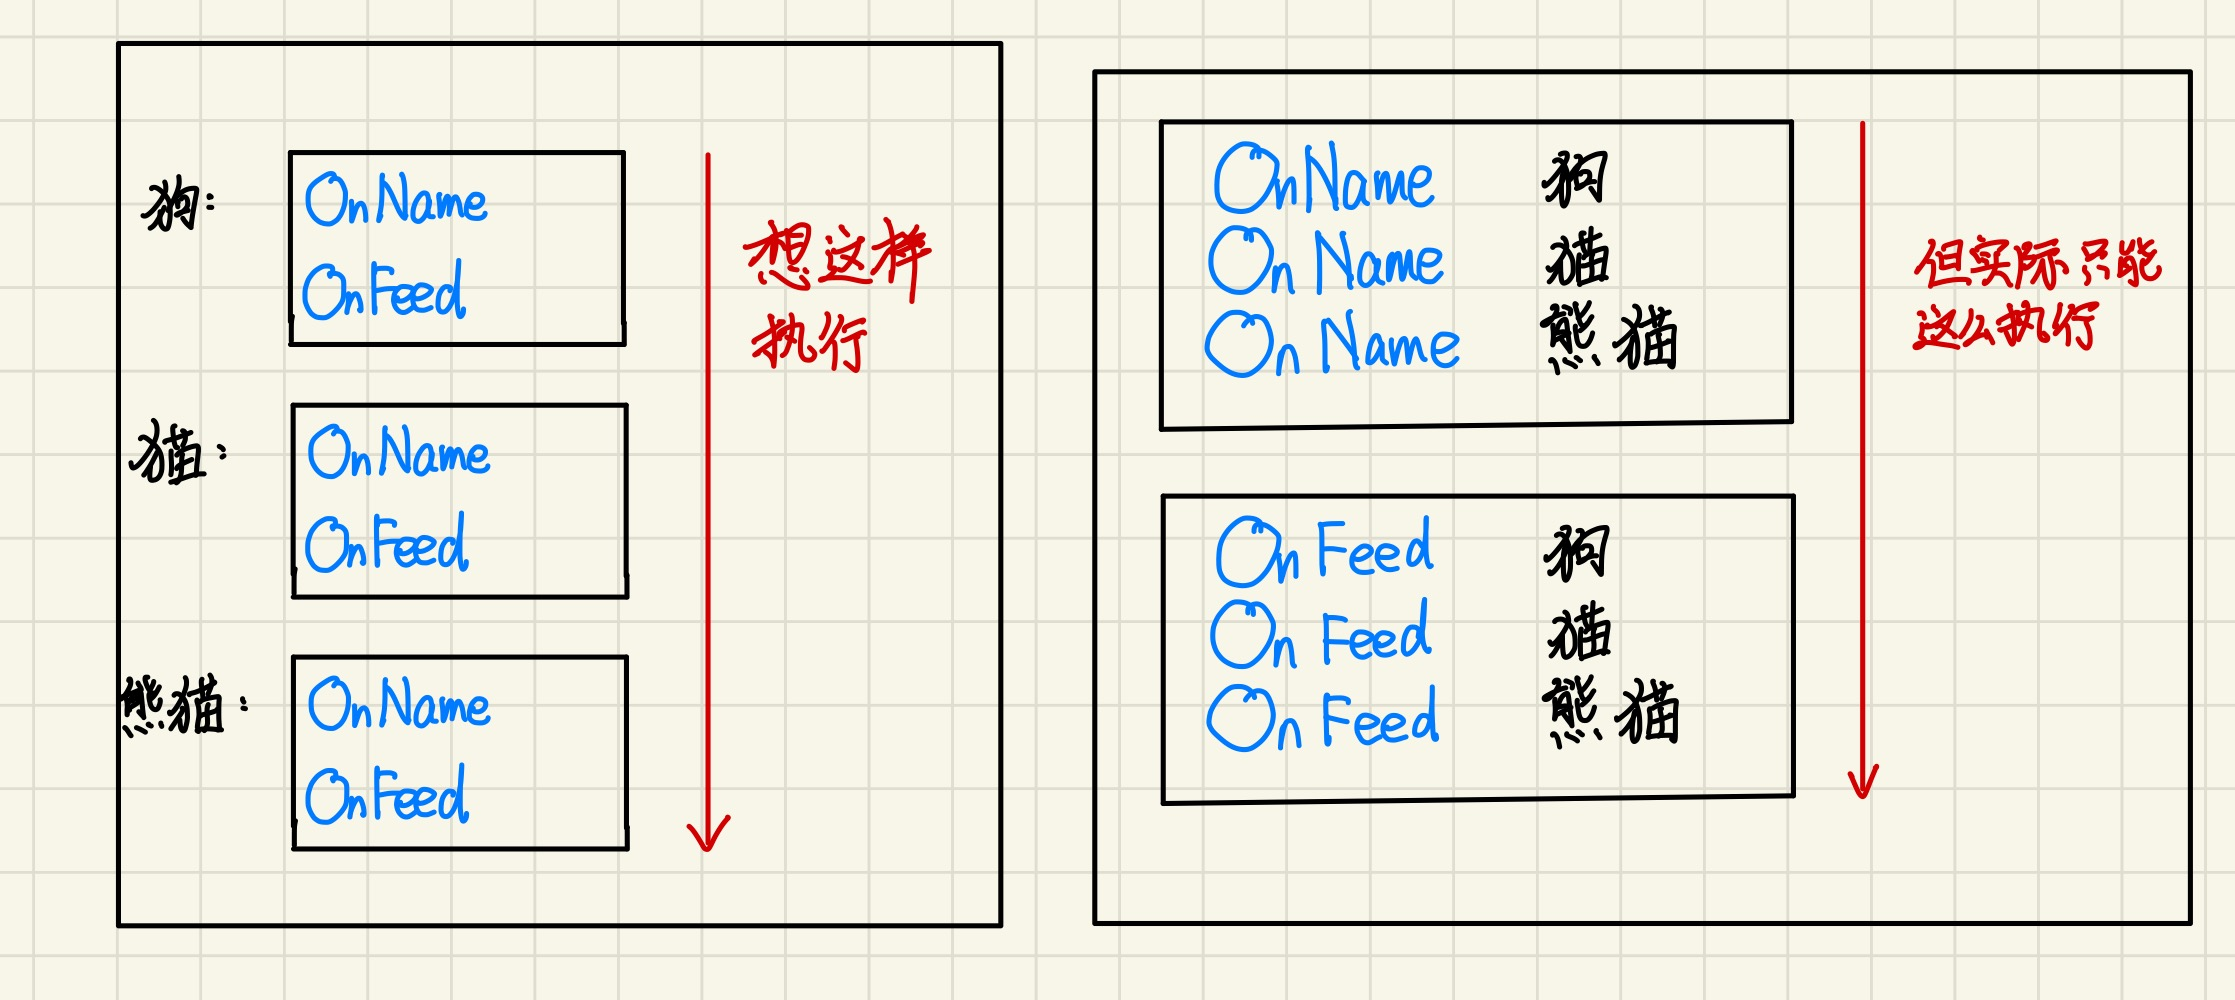 狗:
OnName
OnFeed
猫:
OnName
OnFeed
熊猫:
OnName
OnFeed
想这样
执行
OnName 狗
OnName 猫
OnName 熊猫
OnFeed 狗
OnFeed 猫
OnFeed 熊猫
但实际只能
这么执行